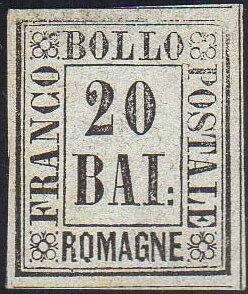 BOLLO
FRANCO
POSTALE
20
BAI:
ROMAGNE